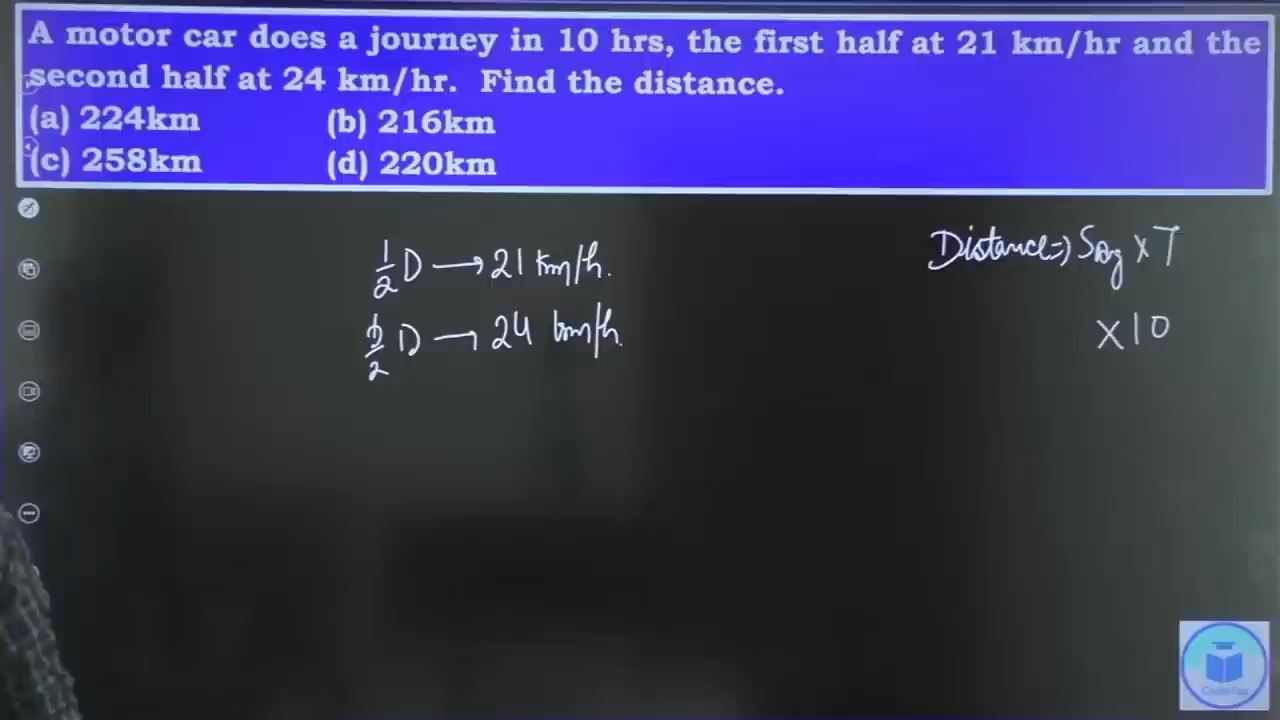 A motor car does a journey in 10 hrs, the first half at 21 km/hr and the
second half at 24 km/hr. Find the distance.
(a) 224km (b) 216km
(c) 258km (d) 220km
1/2 D → 21 km/h.
1/2 D → 24 km/h.
Distance ⇒ Savg × T
× 10